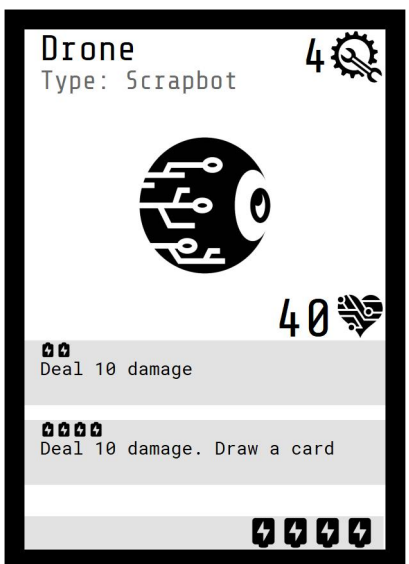 Drone
4
Type: Scrapbot
40
Deal 10 damage
Deal 10 damage. Draw a card